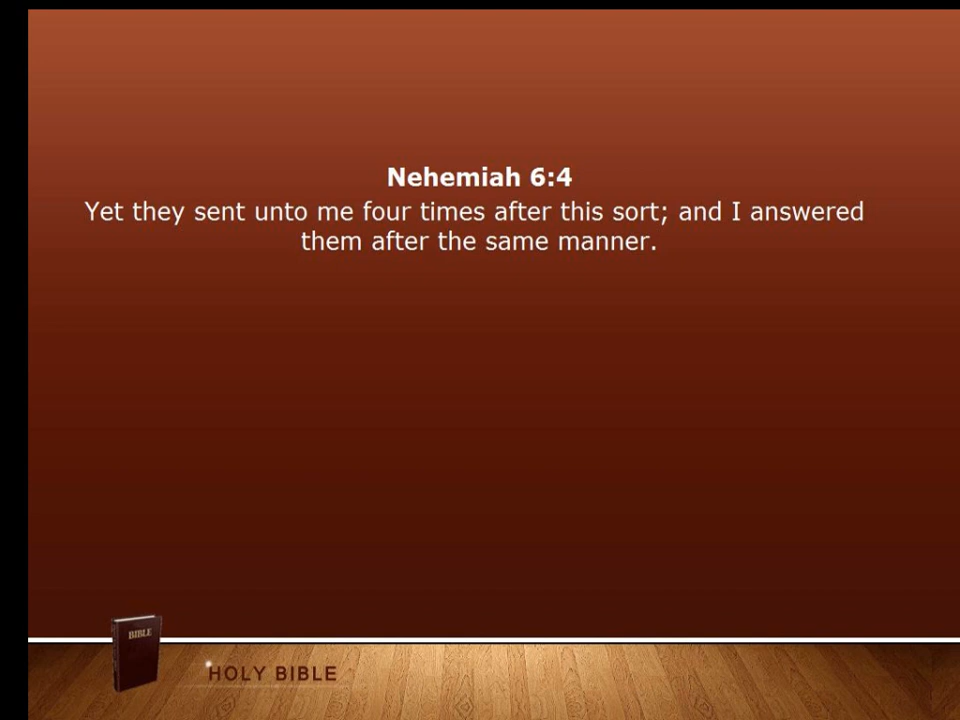 Nehemiah 6:4
Yet they sent unto me four times after this sort; and I answered
them after the same manner.
BIBLE
HOLY BIBLE